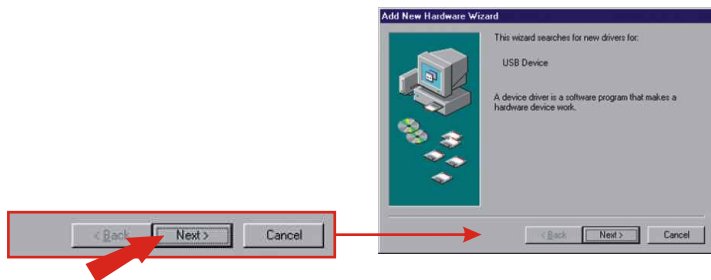 Add New Hardware Wizard
This wizard searches for new drivers for:
USB Device
A device driver is a software program that makes a
hardware device work.
< Back Next > Cancel
< Back Next > Cancel